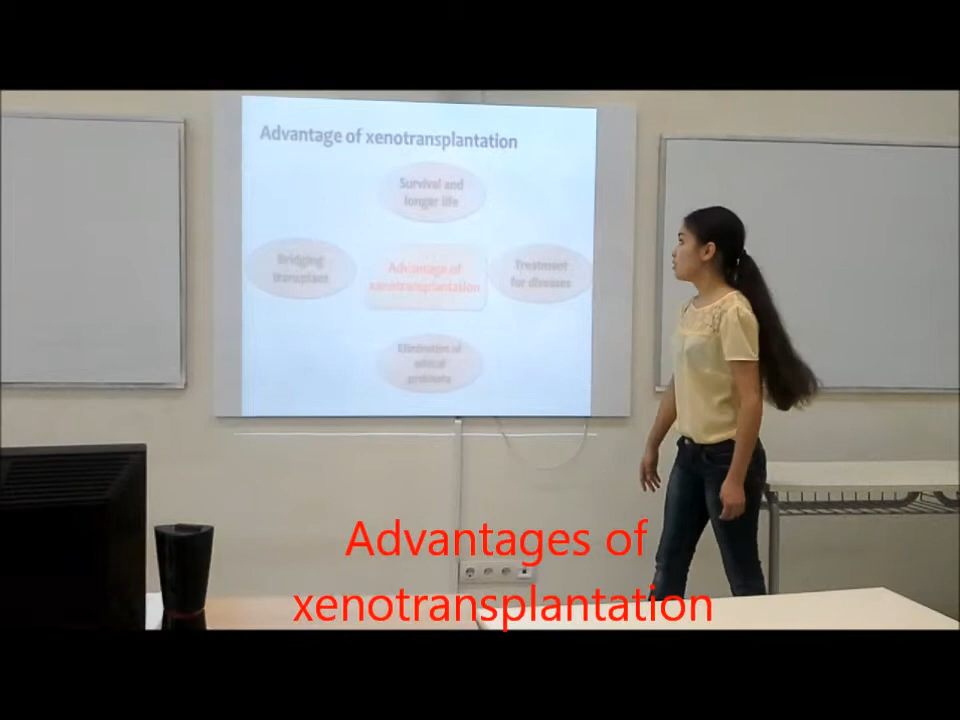 Advantage of xenotransplantation
Survival and
longer life
Bridging
transplant
Advantage of
xenotransplantation
Treatment
for diseases
Elimination of
ethical
problems
Advantages of
xenotransplantation